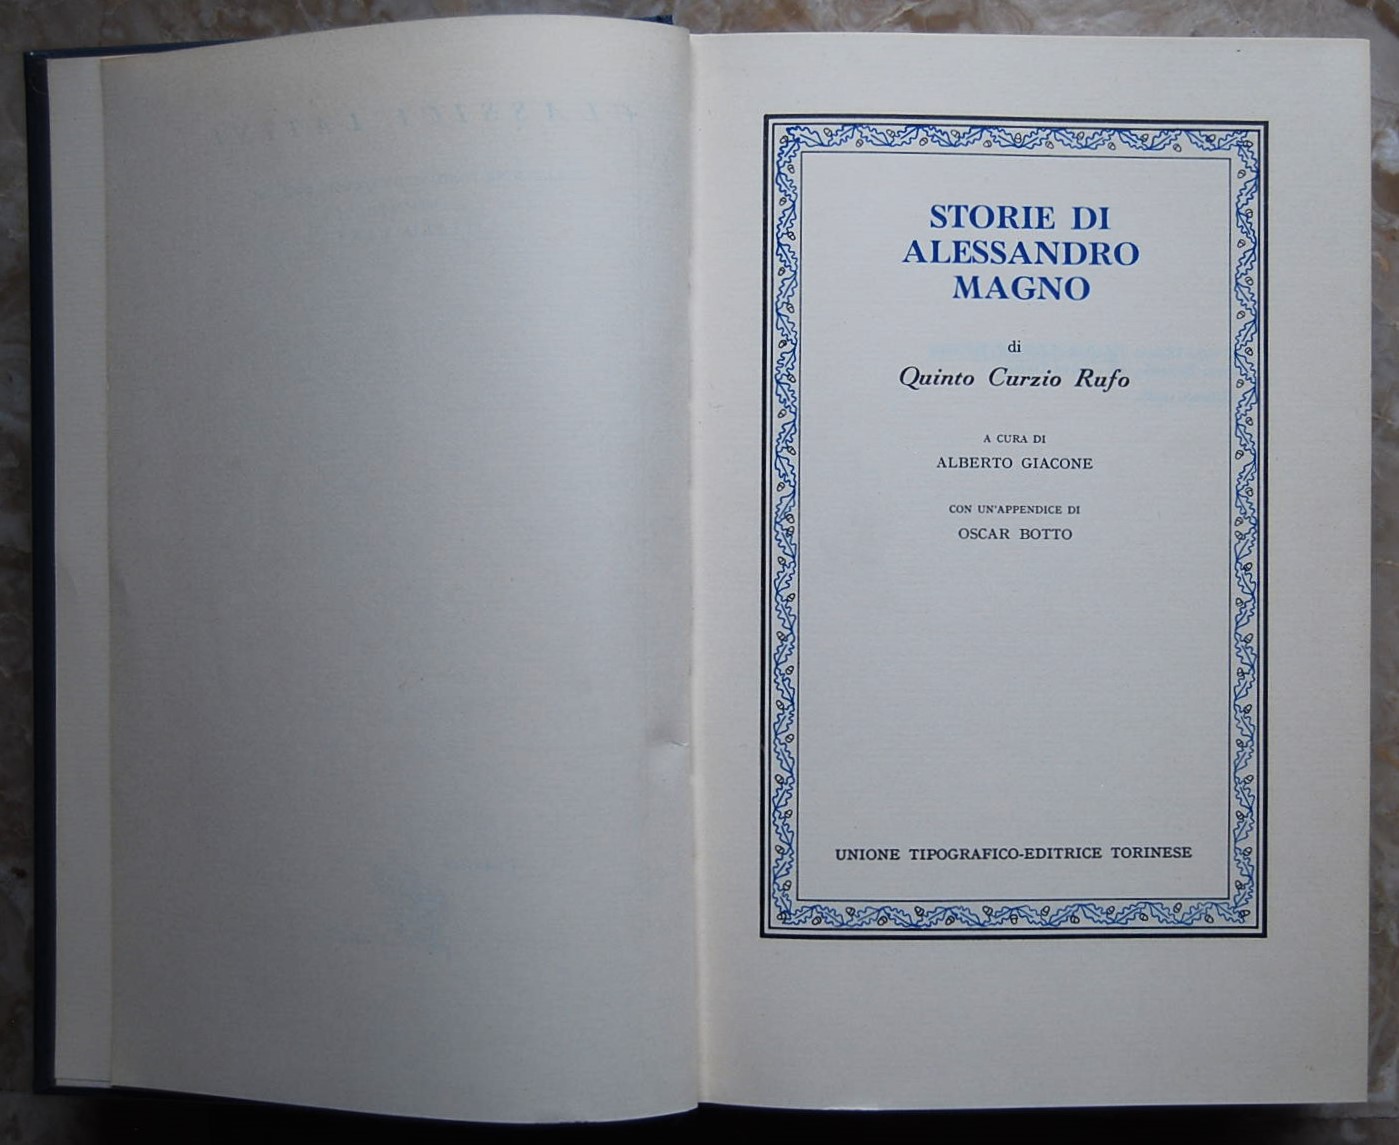 STORIE DI
ALESSANDRO
MAGNO
di
Quinto Curzio Rufo
A CURA DI
ALBERTO GIACONE
CON UN'APPENDICE DI
OSCAR BOTTO
UNIONE TIPOGRAFICO-EDITRICE TORINESE